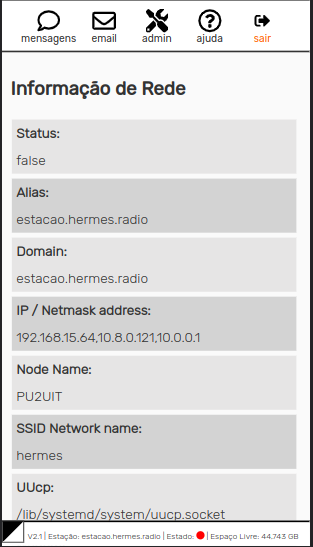 mensagens email admin ajuda sair
Informação de Rede
Status:
false
Alias:
estacao.hermes.radio
Domain:
estacao.hermes.radio
IP / Netmask address:
192.168.15.64,10.8.0.121,10.0.0.1
Node Name:
PU2UIT
SSID Network name:
hermes
UUcp:
/lib/systemd/system/uucp.socket
V2.1 | Estação: estacao.hermes.radio | Estado: | Espaço Livre: 44.743 GB